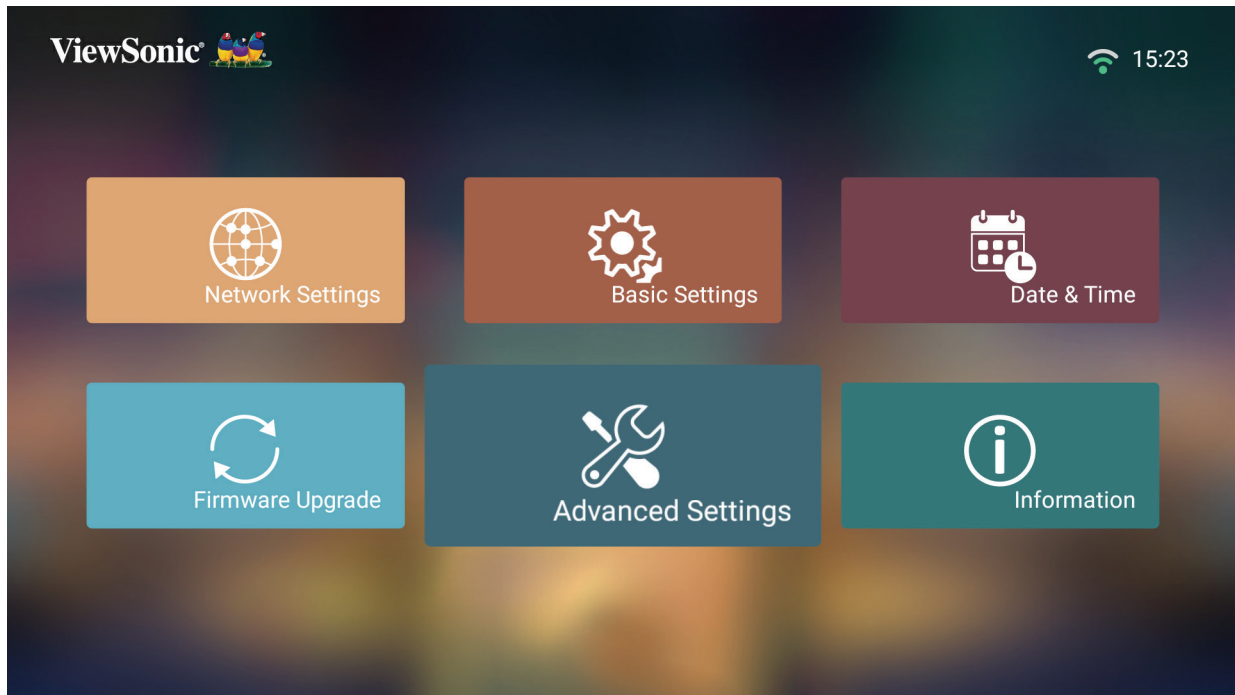 ViewSonic®
15:23
Network Settings
Basic Settings
Date & Time
Firmware Upgrade
Advanced Settings
Information